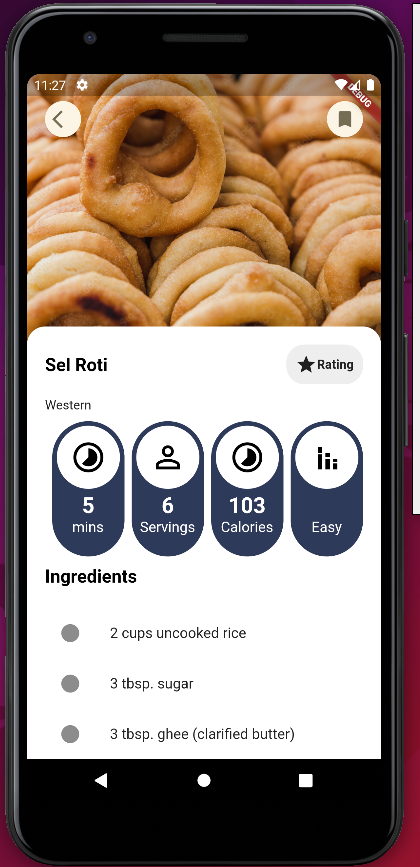 11:27
DEBUG
Sel Roti
Rating
Western
5
mins
6
Servings
103
Calories
Easy
Ingredients
2 cups uncooked rice
3 tbsp. sugar
3 tbsp. ghee (clarified butter)